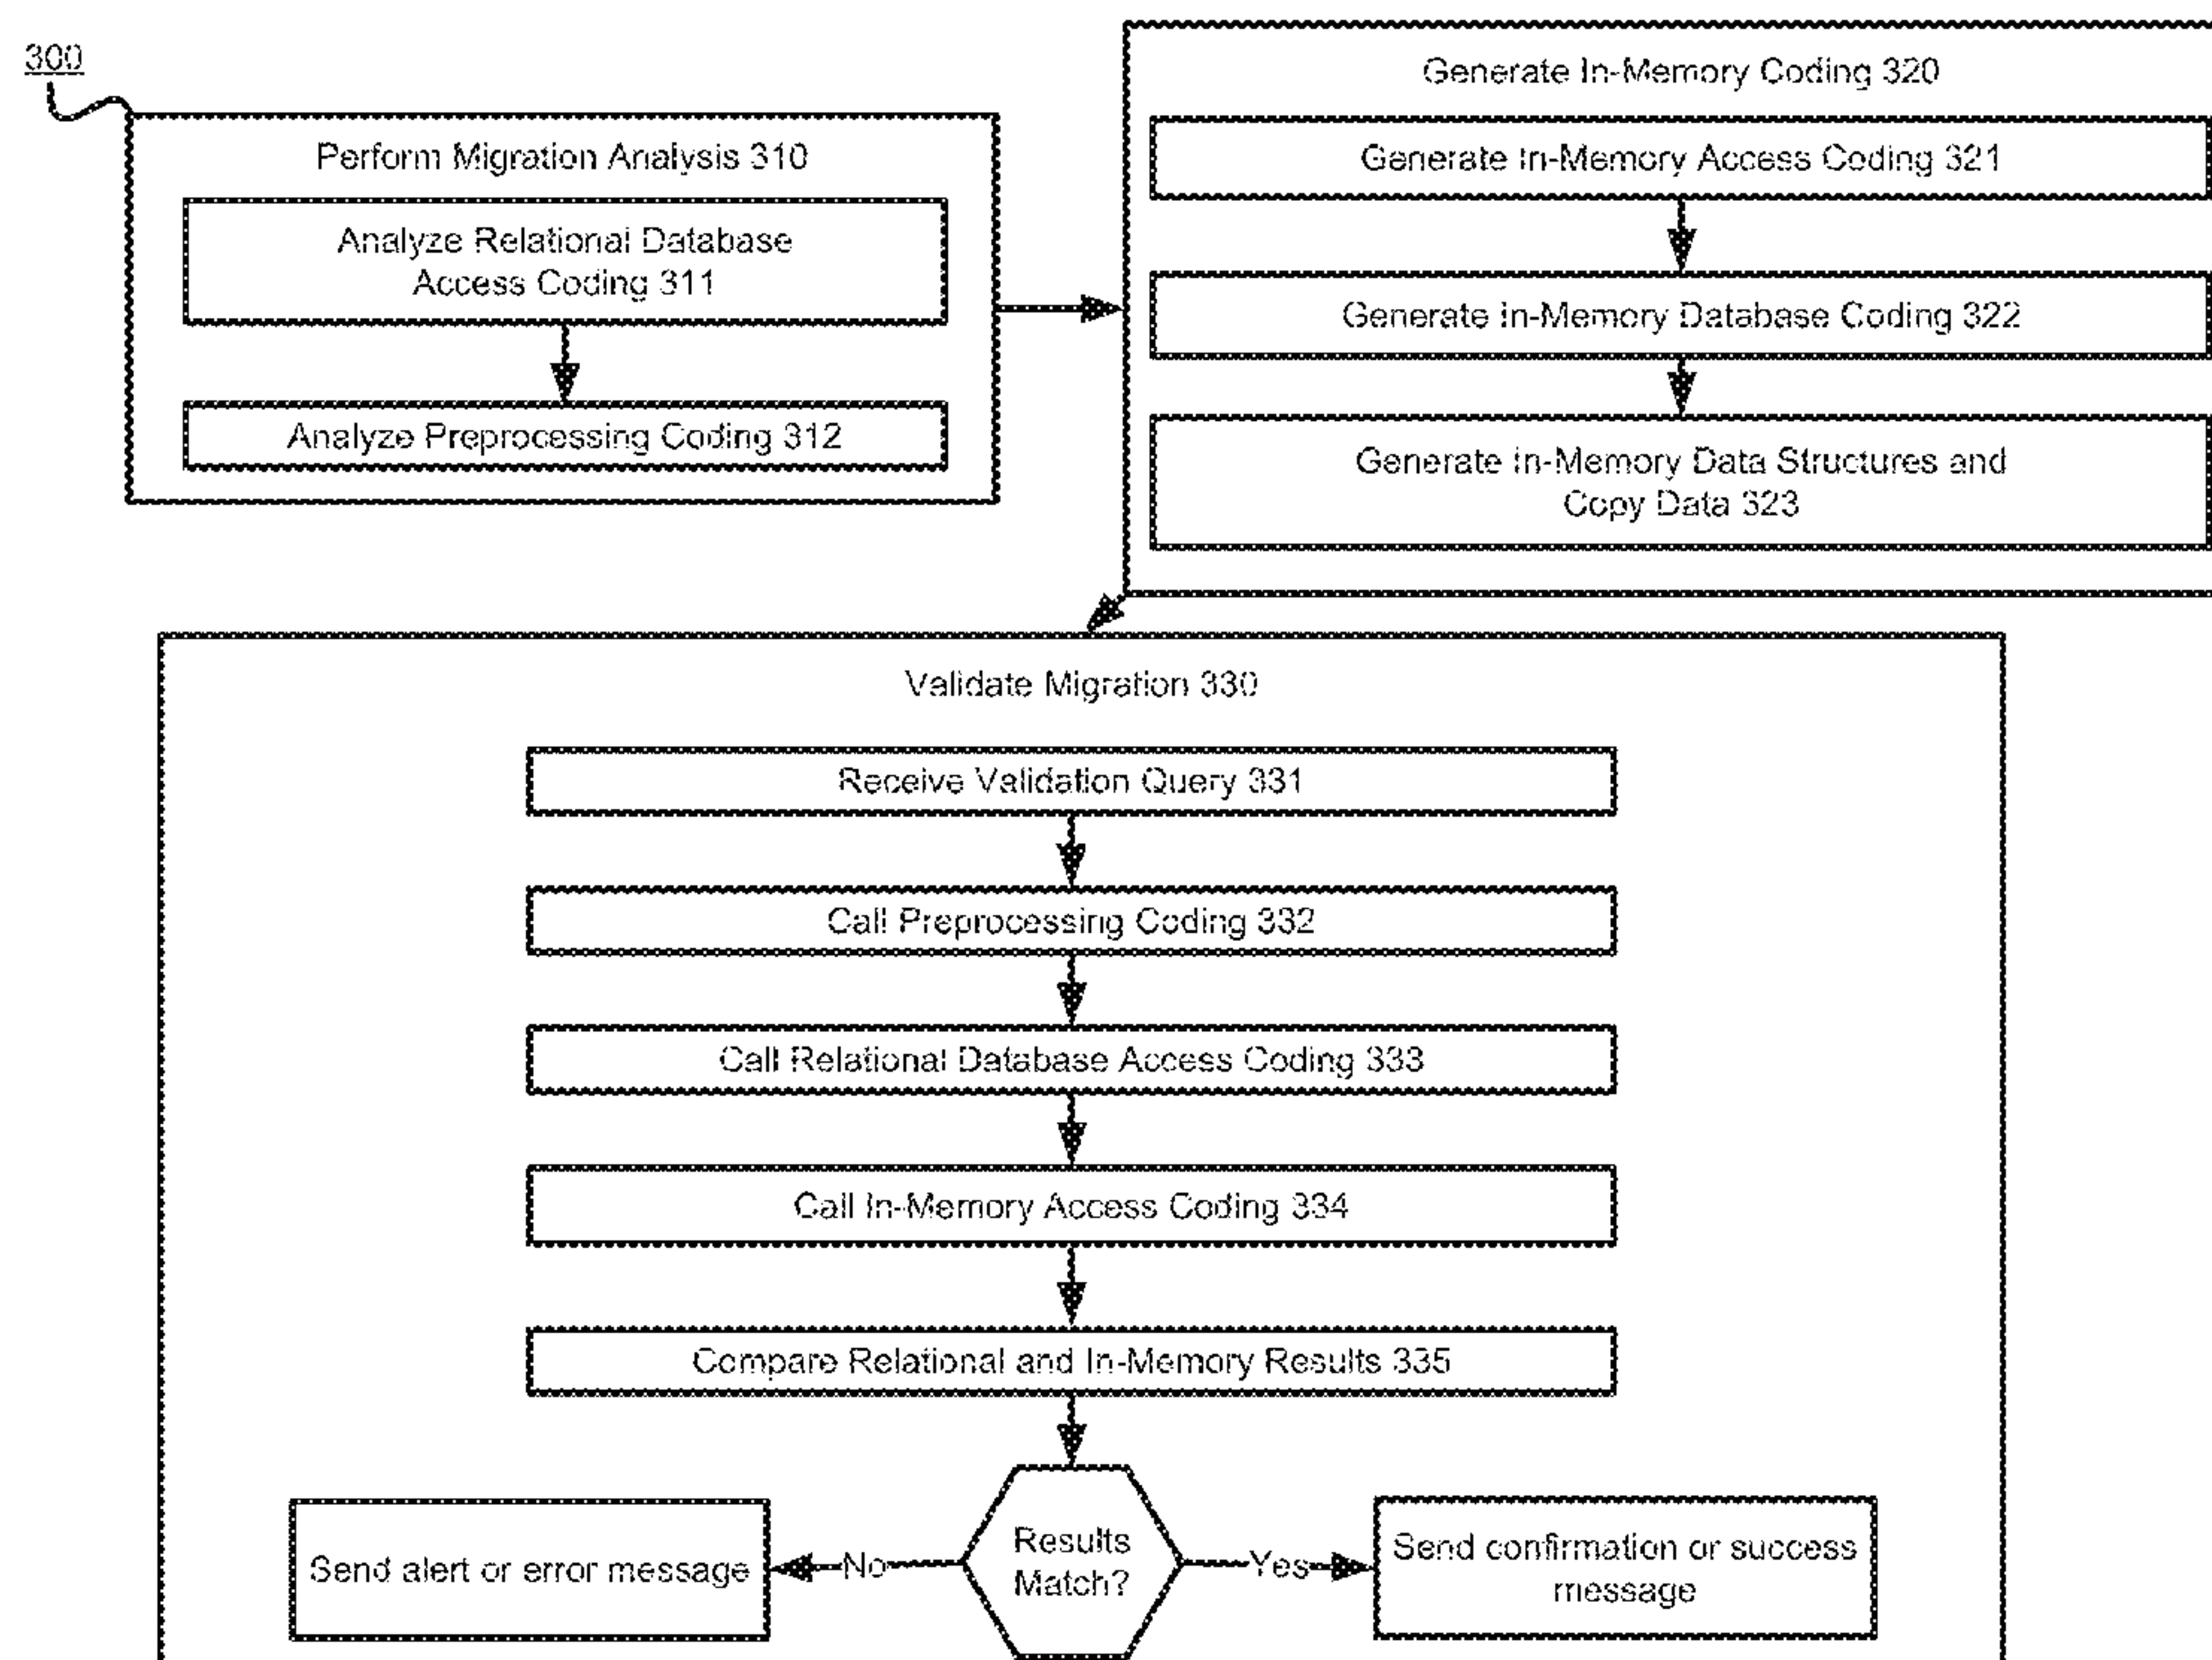 300
Perform Migration Analysis 310
Analyze Relational Database
Access Coding 311
Analyze Preprocessing Coding 312
Generate In-Memory Coding 320
Generate In-Memory Access Coding 321
Generate In-Memory Database Coding 322
Generate In-Memory Data Structures and
Copy Data 323
Validate Migration 330
Receive Validation Query 331
Call Preprocessing Coding 332
Call Relational Database Access Coding 333
Call In-Memory Access Coding 334
Compare Relational and In-Memory Results 335
Results
Match?
No
Send alert or error message
Yes
Send confirmation or success
message